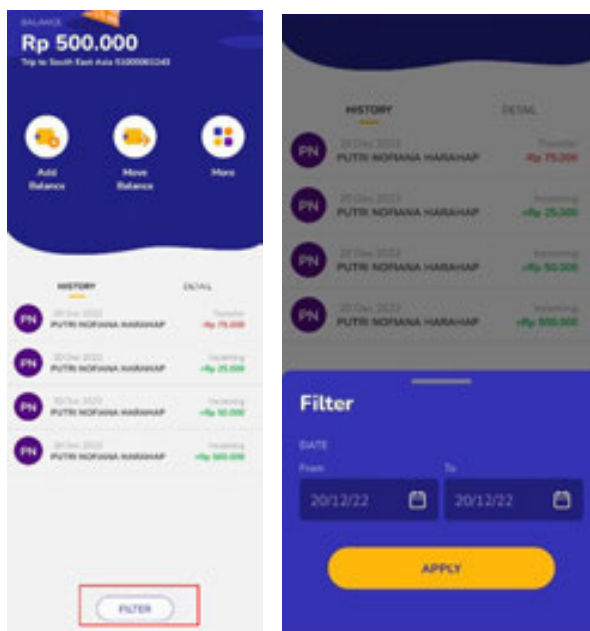 BALANCE
Rp 500.000
Trip to South East Asia
Add
Balance
Move
Balance
More
HISTORY
DETAIL
PN
20 Dec 2022
PUTRI NOFIANA HARAHAP
Transfer
-Rp 75.000
PN
20 Dec 2022
PUTRI NOFIANA HARAHAP
Incoming
+Rp 25.000
PN
20 Dec 2022
PUTRI NOFIANA HARAHAP
Incoming
+Rp 50.000
PN
20 Dec 2022
PUTRI NOFIANA HARAHAP
Incoming
+Rp 500.000
FILTER
HISTORY
DETAIL
PN
20 Dec 2022
PUTRI NOFIANA HARAHAP
Transfer
-Rp 75.000
PN
20 Dec 2022
PUTRI NOFIANA HARAHAP
Incoming
+Rp 25.000
PN
20 Dec 2022
PUTRI NOFIANA HARAHAP
Incoming
+Rp 50.000
PN
20 Dec 2022
PUTRI NOFIANA HARAHAP
Incoming
+Rp 500.000
Filter
DATE
From
To
20/12/22
20/12/22
APPLY